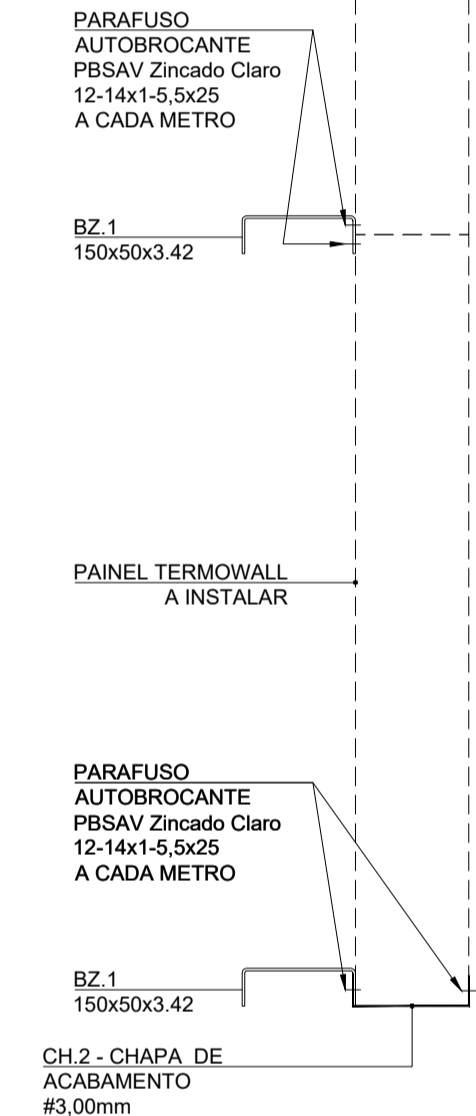 PARAFUSO
AUTOBROCANTE
PBSAV Zincado Claro
12-14x1-5,5x25
A CADA METRO
BZ.1
150x50x3.42
PAINEL TERMOWALL
A INSTALAR
PARAFUSO
AUTOBROCANTE
PBSAV Zincado Claro
12-14x1-5,5x25
A CADA METRO
BZ.1
150x50x3.42
CH.2 - CHAPA DE
ACABAMENTO
#3,00mm